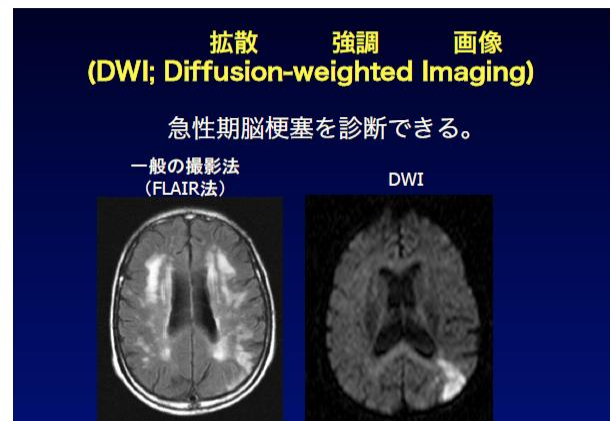 拡散 強調 画像
(DWI; Diffusion-weighted Imaging)
急性期脳梗塞を診断できる。
一般の撮影法
（FLAIR法）
DWI